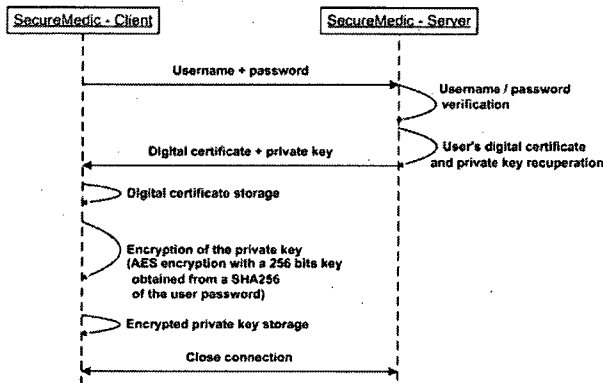 SecureMedic - Client
SecureMedic - Server
Username + password
Username / password
verification
User's digital certificate
and private key recuperation
Digital certificate + private key
Digital certificate storage
Encryption of the private key
(AES encryption with a 256 bits key
obtained from a SHA256
of the user password)
Encrypted private key storage
Close connection